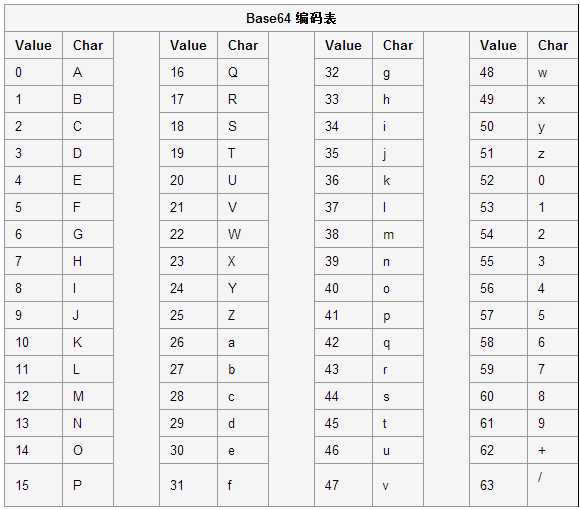 Base64 编码表
Value Char Value Char Value Char Value Char
0 A 16 Q 32 g 48 w
1 B 17 R 33 h 49 x
2 C 18 S 34 i 50 y
3 D 19 T 35 j 51 z
4 E 20 U 36 k 52 0
5 F 21 V 37 l 53 1
6 G 22 W 38 m 54 2
7 H 23 X 39 n 55 3
8 I 24 Y 40 o 56 4
9 J 25 Z 41 p 57 5
10 K 26 a 42 q 58 6
11 L 27 b 43 r 59 7
12 M 28 c 44 s 60 8
13 N 29 d 45 t 61 9
14 O 30 e 46 u 62 +
15 P 31 f 47 v 63 /